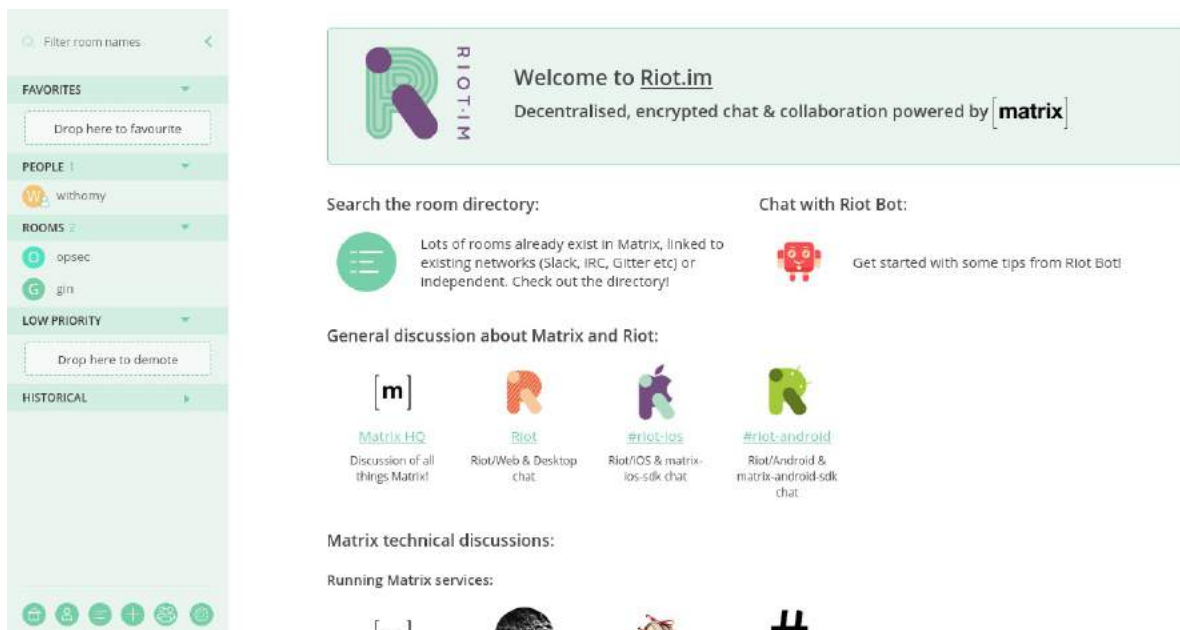 Filter room names
FAVORITES
Drop here to favourite
PEOPLE 1
W
withomy
ROOMS 2
O
opsec
G
gin
LOW PRIORITY
Drop here to demote
HISTORICAL
RIOT·IM
Welcome to Riot.im
Decentralised, encrypted chat & collaboration powered by [matrix]
Search the room directory:
Lots of rooms already exist in Matrix, linked to
existing networks (Slack, IRC, Gitter etc) or
independent. Check out the directory!
Chat with Riot Bot:
Get started with some tips from Riot Bot!
General discussion about Matrix and Riot:
[m]
Matrix HQ
Discussion of all
things Matrix!
Riot
Riot/Web & Desktop
chat
#riot-ios
Riot/iOS & matrix-
ios-sdk chat
#riot-android
Riot/Android &
matrix-android-sdk
chat
Matrix technical discussions:
Running Matrix services:
#